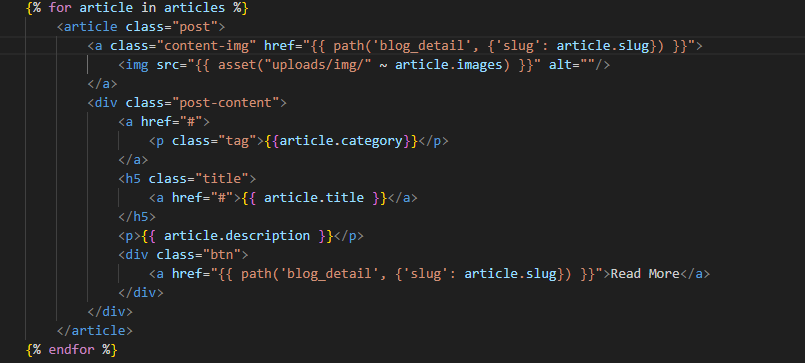 {% for article in articles %}
<article class="post">
<a class="content-img" href="{{ path('blog_detail', {'slug': article.slug}) }}">
<img src="{{ asset("uploads/img/" ~ article.images) }}" alt=""/>
</a>
<div class="post-content">
<a href="#">
<p class="tag">{{article.category}}</p>
</a>
<h5 class="title">
<a href="#">{{ article.title }}</a>
</h5>
<p>{{ article.description }}</p>
<div class="btn">
<a href="{{ path('blog_detail', {'slug': article.slug}) }}">Read More</a>
</div>
</div>
</article>
{% endfor %}